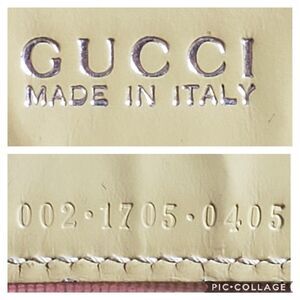 GUCCI
MADE IN ITALY
002·1705·0405
PIC•COLLAGE